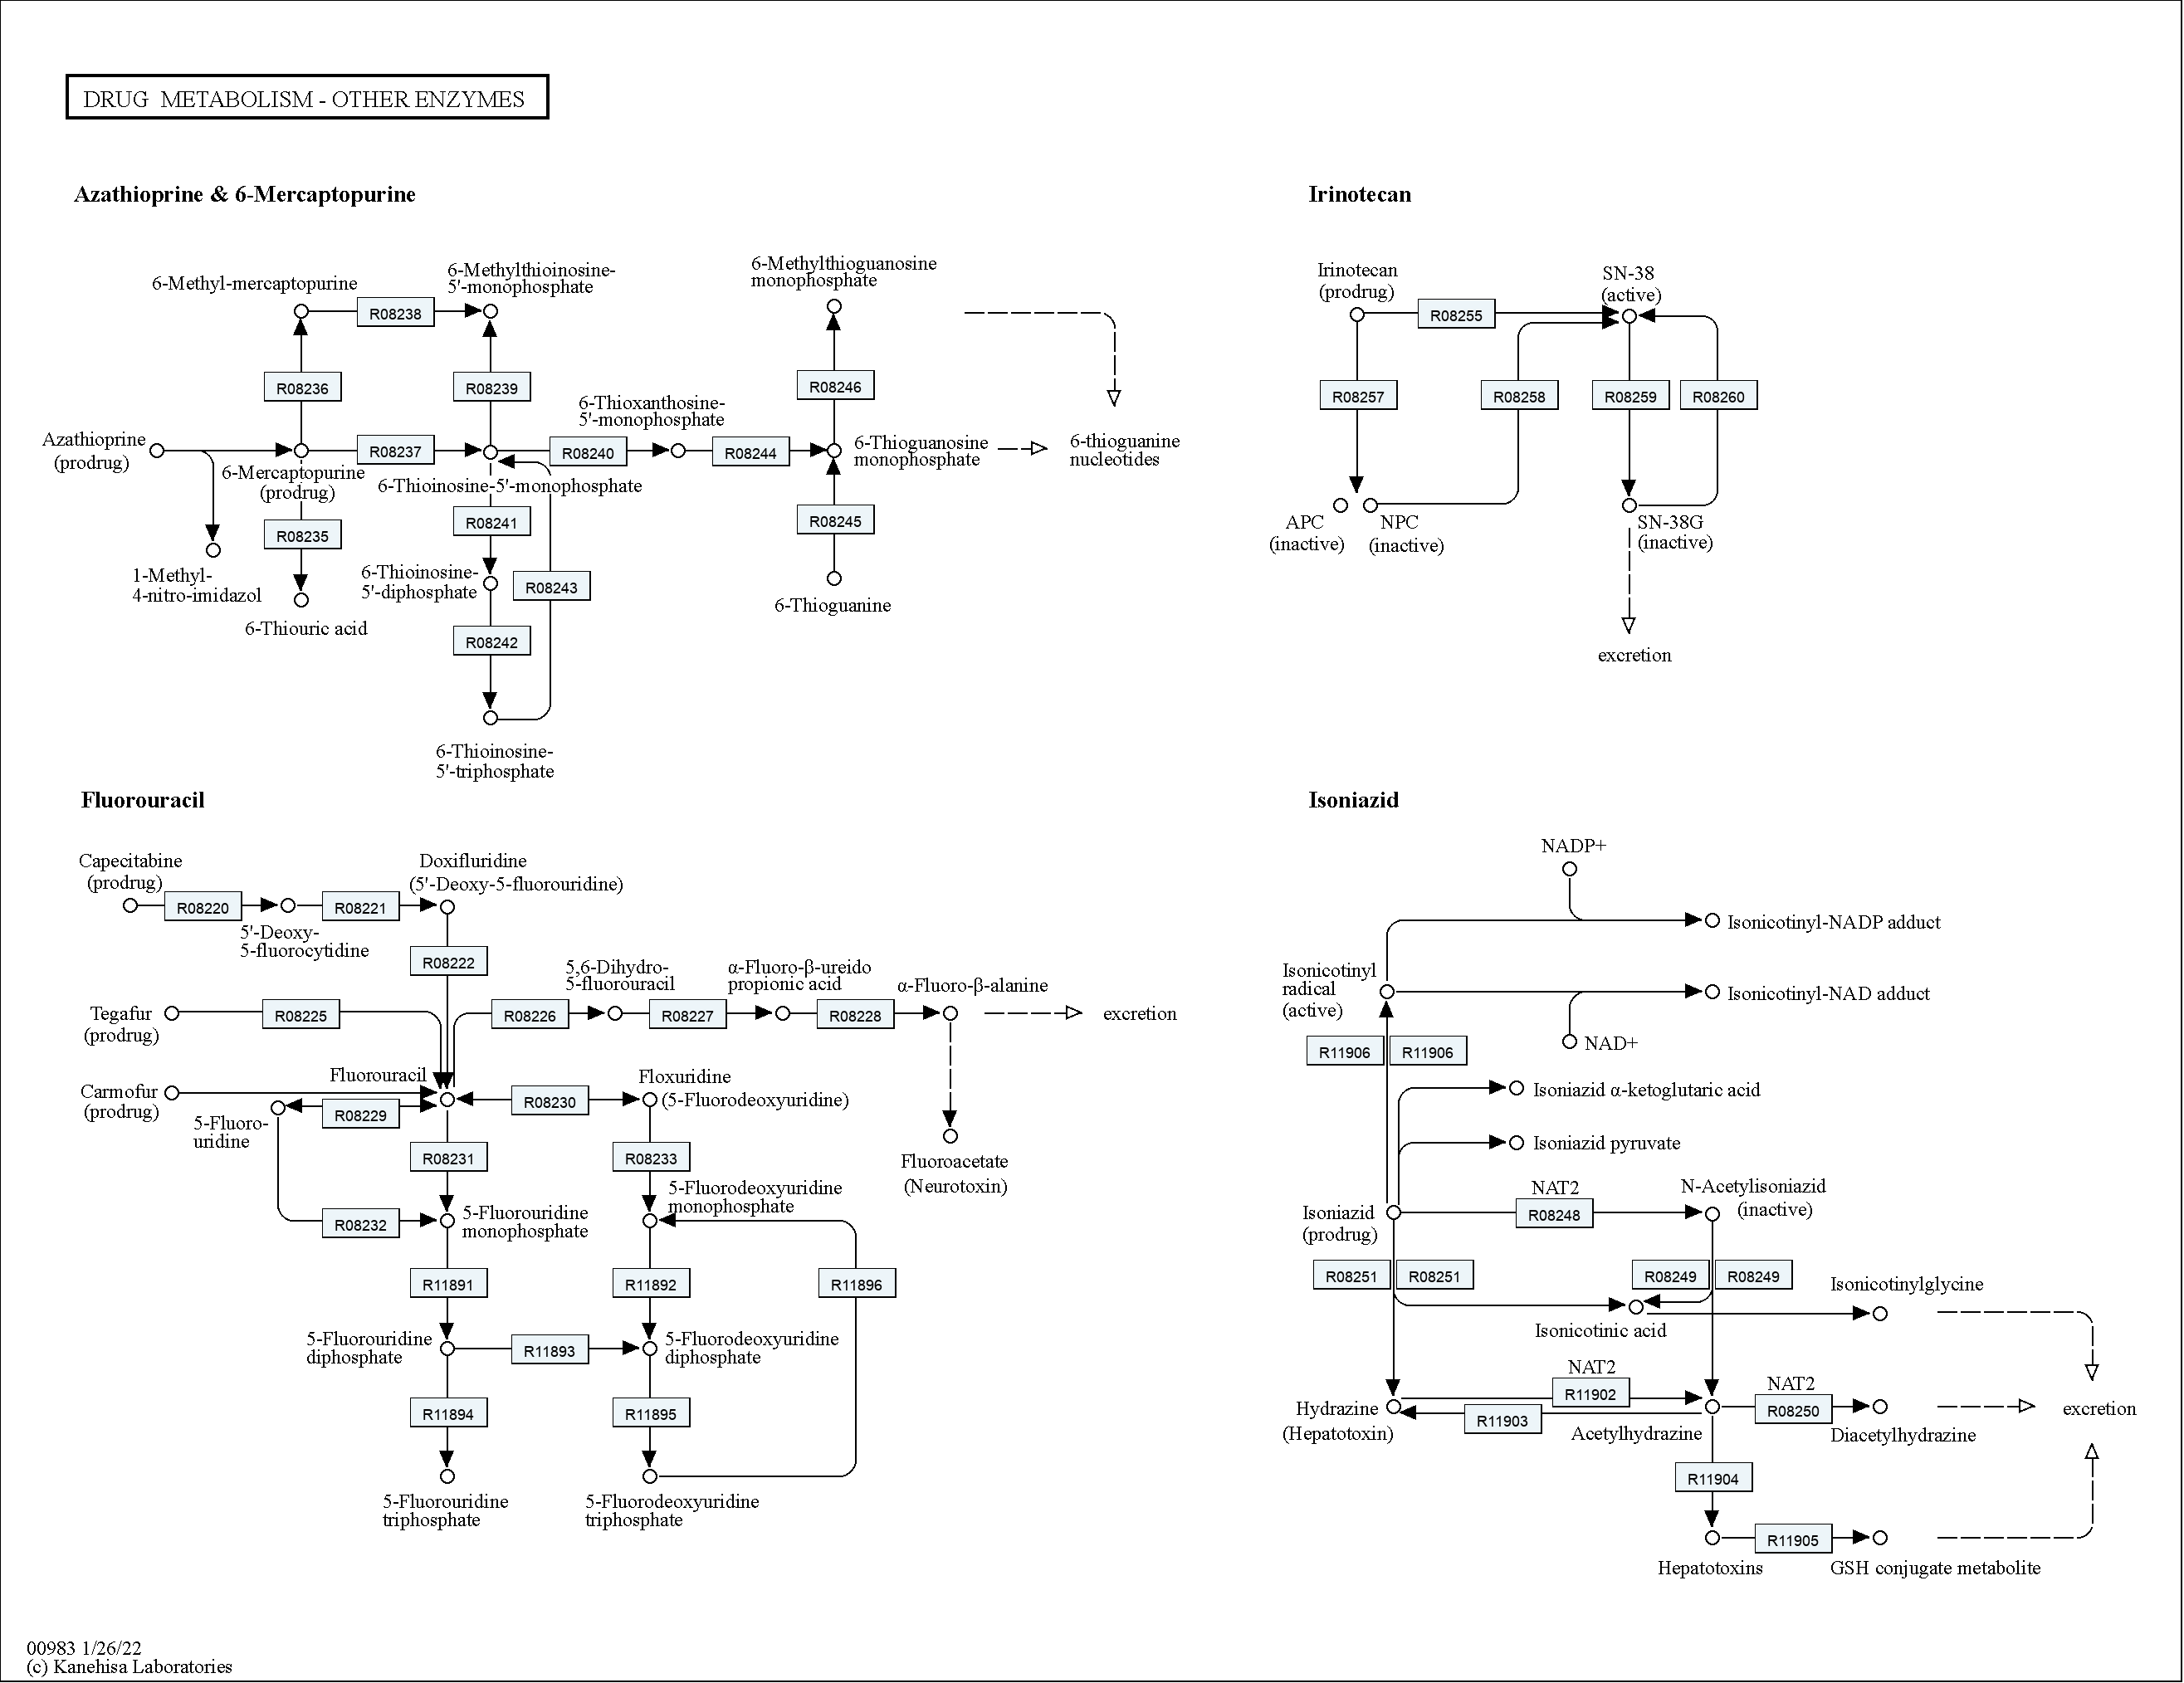 DRUG METABOLISM - OTHER ENZYMES
Azathioprine & 6-Mercaptopurine
6-Methyl-mercaptopurine
6-Methylthioinosine-
5'-monophosphate
6-Methylthioguanosine
monophosphate
R08238
R08236
R08239
R08246
6-Thioxanthosine-
5'-monophosphate
Azathioprine
(prodrug)
R08237
R08240
R08244
6-Thioguanosine
monophosphate
6-thioguanine
nucleotides
6-Mercaptopurine
(prodrug)
6-Thioinosine-5'-monophosphate
R08235
R08241
R08245
1-Methyl-
4-nitro-imidazol
6-Thioinosine-
5'-diphosphate
R08243
6-Thioguanine
6-Thiouric acid
R08242
6-Thioinosine-
5'-triphosphate
Irinotecan
Irinotecan
(prodrug)
SN-38
(active)
R08255
R08257
R08258
R08259
R08260
APC
(inactive)
NPC
(inactive)
SN-38G
(inactive)
excretion
Fluorouracil
Capecitabine
(prodrug)
Doxifluridine
(5'-Deoxy-5-fluorouridine)
R08220
R08221
5'-Deoxy-
5-fluorocytidine
R08222
5,6-Dihydro-
5-fluorouracil
α-Fluoro-β-ureido
propionic acid
α-Fluoro-β-alanine
Tegafur
(prodrug)
R08225
R08226
R08227
R08228
excretion
Fluorouracil
Floxuridine
(5-Fluorodeoxyuridine)
Carmofur
(prodrug)
R08229
R08230
5-Fluoro-
uridine
R08231
R08233
Fluoroacetate
(Neurotoxin)
R08232
5-Fluorouridine
monophosphate
5-Fluorodeoxyuridine
monophosphate
R11891
R11892
R11896
5-Fluorouridine
diphosphate
R11893
5-Fluorodeoxyuridine
diphosphate
R11894
R11895
5-Fluorouridine
triphosphate
5-Fluorodeoxyuridine
triphosphate
Isoniazid
NADP+
Isonicotinyl-NADP adduct
Isonicotinyl
radical
(active)
Isonicotinyl-NAD adduct
NAD+
R11906
R11906
Isoniazid α-ketoglutaric acid
Isoniazid pyruvate
NAT2
N-Acetylisoniazid
(inactive)
Isoniazid
(prodrug)
R08248
R08251
R08251
R08249
R08249
Isonicotinylglycine
Isonicotinic acid
NAT2
R11902
NAT2
Hydrazine
(Hepatotoxin)
R11903
Acetylhydrazine
R08250
Diacetylhydrazine
excretion
R11904
R11905
Hepatotoxins
GSH conjugate metabolite
00983 1/26/22
(c) Kanehisa Laboratories